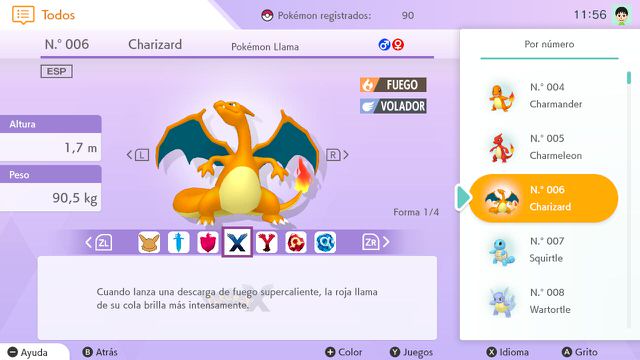 Todos
Pokémon registrados: 90
11:56
N.° 006 Charizard Pokémon Llama
ESP
FUEGO
VOLADOR
Altura
1,7 m
Peso
90,5 kg
L
R
Forma 1/4
ZL
X
Y
ZR
Cuando lanza una descarga de fuego supercaliente, la roja llama
de su cola brilla más intensamente.
Por número
N.° 004
Charmander
N.° 005
Charmeleon
N.° 006
Charizard
N.° 007
Squirtle
N.° 008
Wartortle
Ayuda
B Atrás
+ Color
Y Juegos
X Idioma
A Grito